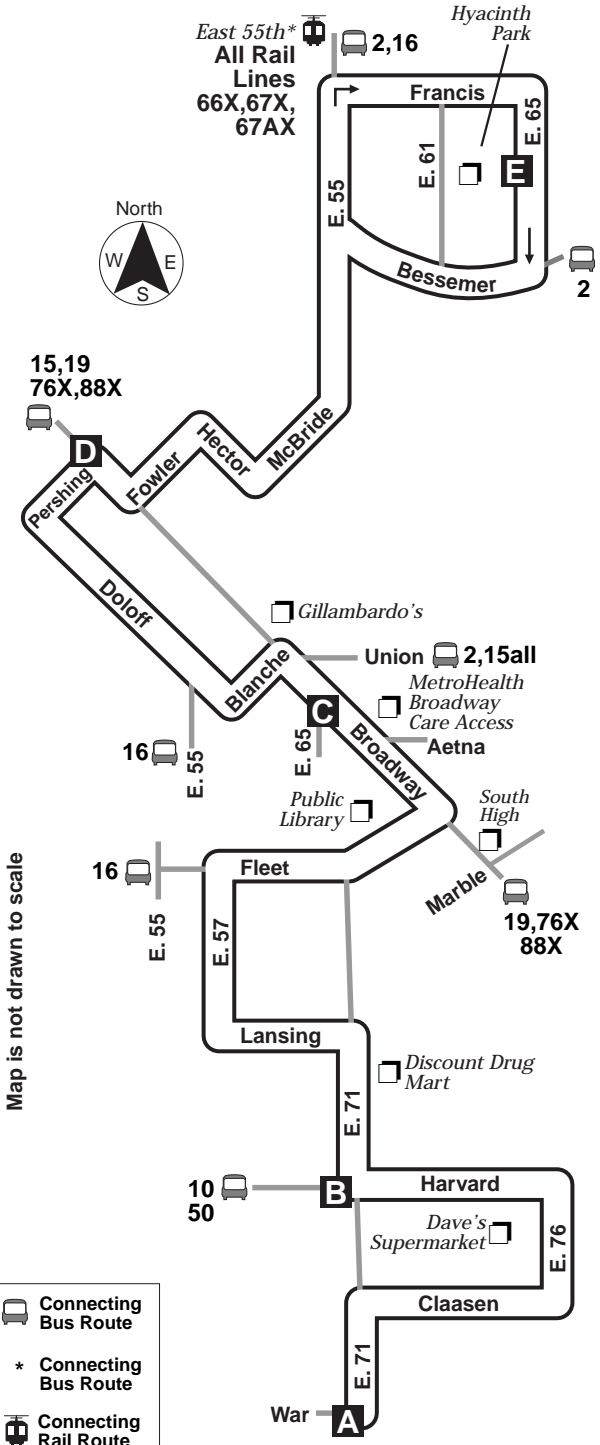 East 55th*
All Rail
Lines
66X,67X,
67AX
2,16
Hyacinth
Park
Francis
E. 65
E. 61
E
E. 55
Bessemer
2
North
W
E
S
15,19
76X,88X
D
Pershing
Fowler
Hector
McBride
Doloff
Gillambardo's
Blanche
Union
2,15all
MetroHealth
Broadway
Care Access
C
Broadway
Aetna
E. 65
16
E. 55
Public
Library
South
High
Marble
19,76X
88X
16
E. 55
Fleet
E. 57
Lansing
Map is not drawn to scale
Discount Drug
Mart
E. 71
10
50
B
Harvard
Dave's
Supermarket
E. 76
Claasen
E. 71
War
A
Connecting
Bus Route
* Connecting
Bus Route
Connecting
Rail Route